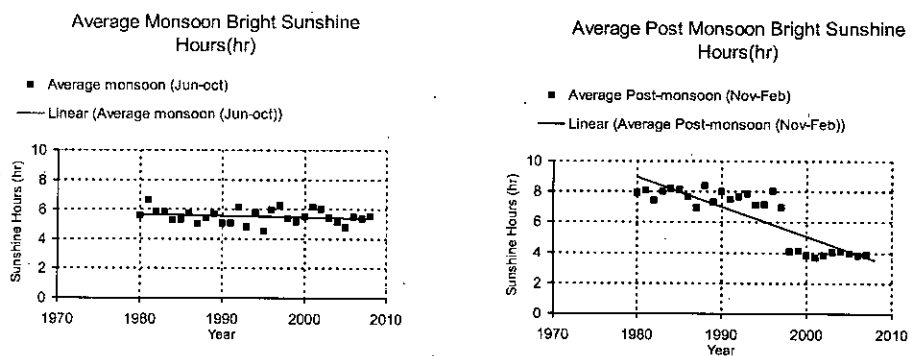 Average Monsoon Bright Sunshine
Hours(hr)
Average monsoon (Jun-oct)
Linear (Average monsoon (Jun-oct))
Sunshine Hours (hr)
10
8
6
4
2
0
1970 1980 1990 2000 2010
Year
Average Post Monsoon Bright Sunshine
Hours(hr)
Average Post-monsoon (Nov-Feb)
Linear (Average Post-monsoon (Nov-Feb))
Sunshine Hours (hr)
10
8
6
4
2
0
1970 1980 1990 2000 2010
Year